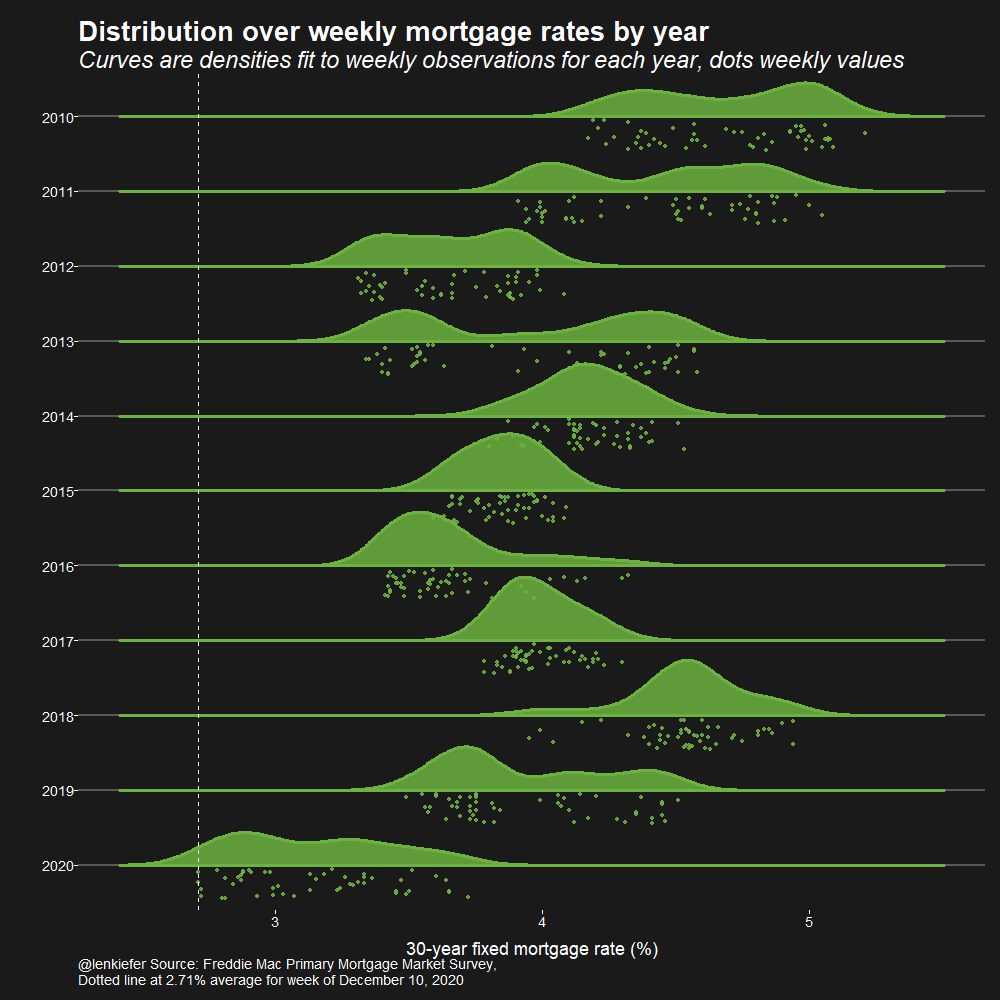 Distribution over weekly mortgage rates by year
Curves are densities fit to weekly observations for each year, dots weekly values
2010
2011
2012
2013
2014
2015
2016
2017
2018
2019
2020
3 4 5
30-year fixed mortgage rate (%)
@lenkiefer Source: Freddie Mac Primary Mortgage Market Survey,
Dotted line at 2.71% average for week of December 10, 2020